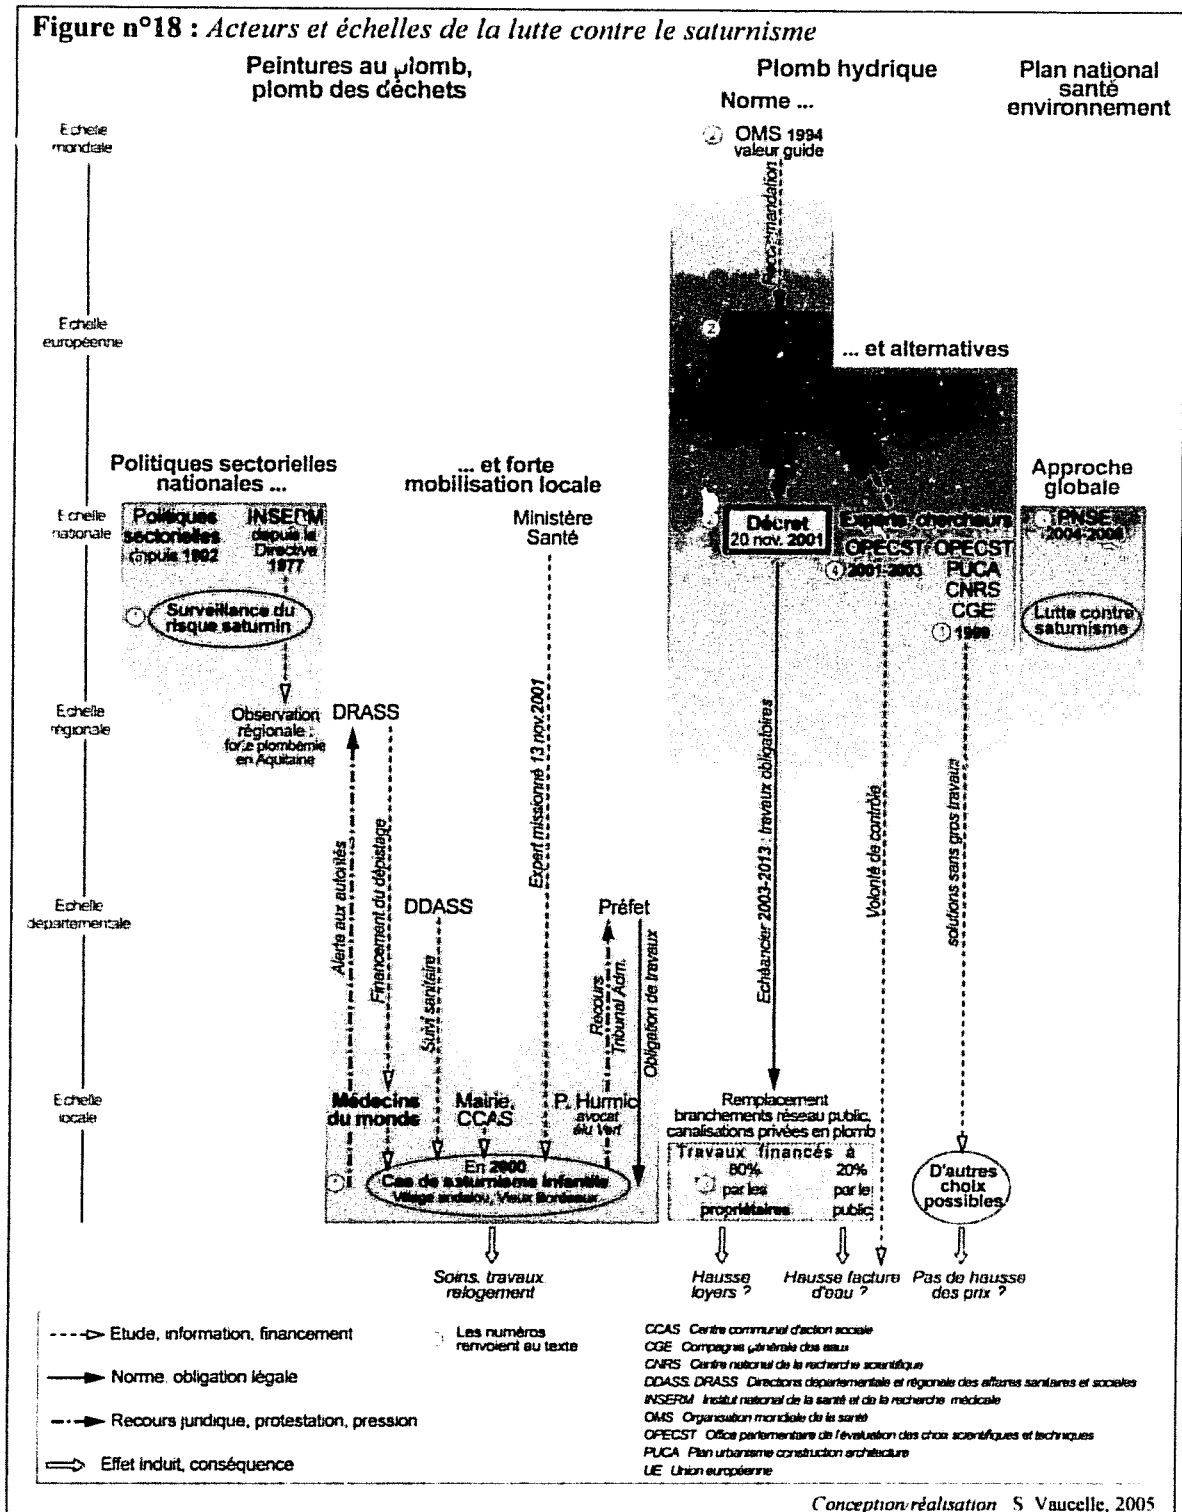 Figure n°18 : Acteurs et échelles de la lutte contre le saturnisme
Peintures au plomb,
plomb des déchets
Plomb hydrique
Plan national
santé
environnement
Norme ...
Echelle
mondiale
OMS 1994
valeur guide
Recommandation
Echelle
européenne
2
... et alternatives
Politiques sectorielles
nationales ...
... et forte
mobilisation locale
Approche
globale
Echelle
nationale
Politiques
sectorielles
depuis 1992
INSERM
depuis la
Directive
1977
Ministère
Santé
Décret
20 nov. 2001
Experts, chercheurs
OPECST
4 2001-2003
OPECST
PUCA
CNRS
CGE
1999
PNSE
Surveillance du
risque saturnin
Lutte contre
saturnisme
Echelle
régionale
Observation
régionale :
forte plombémie
en Aquitaine
DRASS
Alerte aux autorités
Financement du dépistage
Expert missionné 13 nov.2001
Echéancier 2003-2013 : travaux obligatoires
Volonté de contrôle
solutions sans gros travaux
Echelle
départementale
DDASS
Préfet
Suivi sanitaire
Recours
Tribunal Adm.
Obligation de travaux
Echelle
locale
Médecins
du monde
Mairie,
CCAS
P. Hurmic
avocat
élu Vert
Remplacement
branchements réseau public,
canalisations privées en plomb
En 2000
Cas de saturnisme infantile
Village andalou, Vieux Bordeaux
Travaux financés à
80%
par les
propriétaires
20%
par le
public
D'autres
choix
possibles
Soins, travaux
relogement
Hausse
loyers ?
Hausse facture
d'eau ?
Pas de hausse
des prix ?
Etude, information, financement
Norme, obligation légale
Recours juridique, protestation, pression
Effet induit, conséquence
Les numéros
renvoient au texte
CCAS Centre communal d'action sociale
CGE Compagnie générale des eaux
CNRS Centre national de la recherche scientifique
DDASS, DRASS Directions départementale et régionale des affaires sanitaires et sociales
INSERM Institut national de la santé et de la recherche médicale
OMS Organisation mondiale de la santé
OPECST Office parlementaire de l'évaluation des choix scientifiques et techniques
PUCA Plan urbanisme construction architecture
UE Union européenne
Conception/réalisation S Vaucelle, 2005